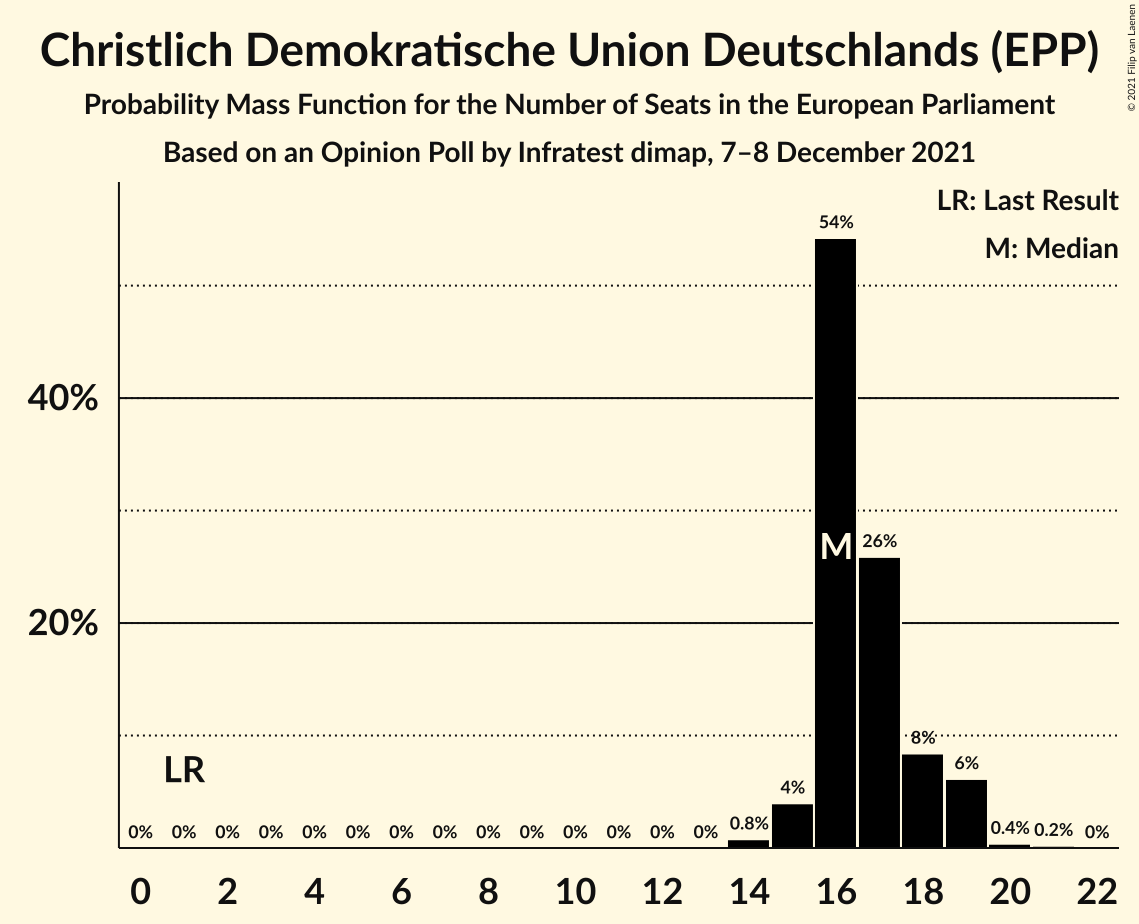 Christlich Demokratische Union Deutschlands (EPP)
Probability Mass Function for the Number of Seats in the European Parliament
Based on an Opinion Poll by Infratest dimap, 7–8 December 2021
© 2021 Filip van Laenen
LR: Last Result
M: Median
54%
40%
M
26%
20%
LR
0% 0% 0% 0% 0% 0% 0% 0% 0% 0% 0% 0% 0% 0% 0.8% 4% 8% 6% 0.4% 0.2% 0%
0 2 4 6 8 10 12 14 16 18 20 22